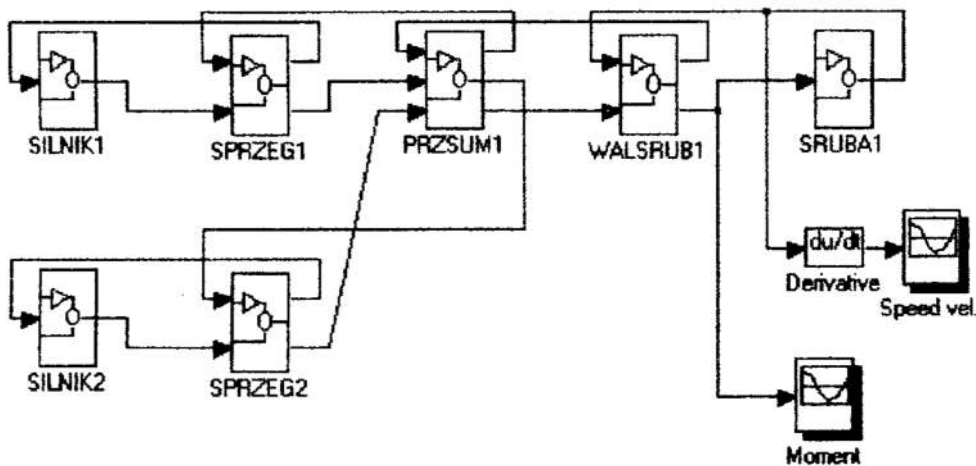 SILNIK1
SPRZEG1
PRZSUM1
WALSRUB1
SRUBA1
du/dt
Derivative
Speed vel.
SILNIK2
SPRZEG2
Moment